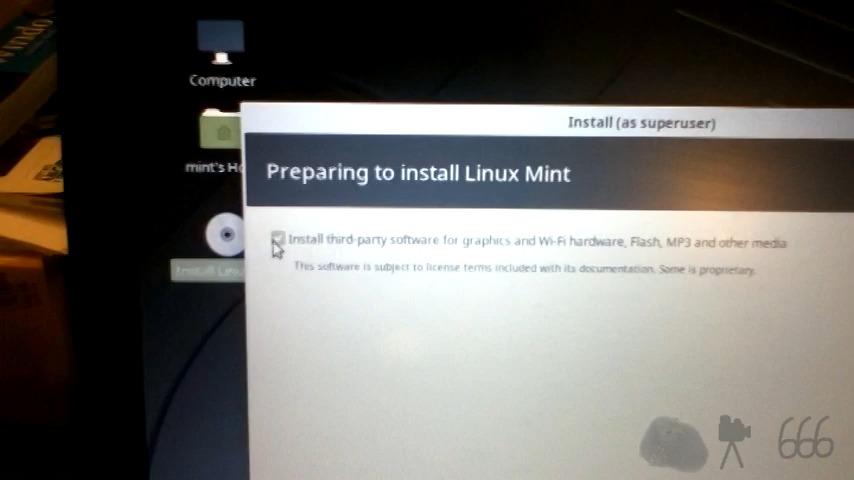 Computer
Install (as superuser)
mint's
Preparing to install Linux Mint
Install third-party software for graphics and Wi-Fi hardware, Flash, MP3 and other media
This software is subject to license terms included with its documentation. Some is proprietary.
Install
666